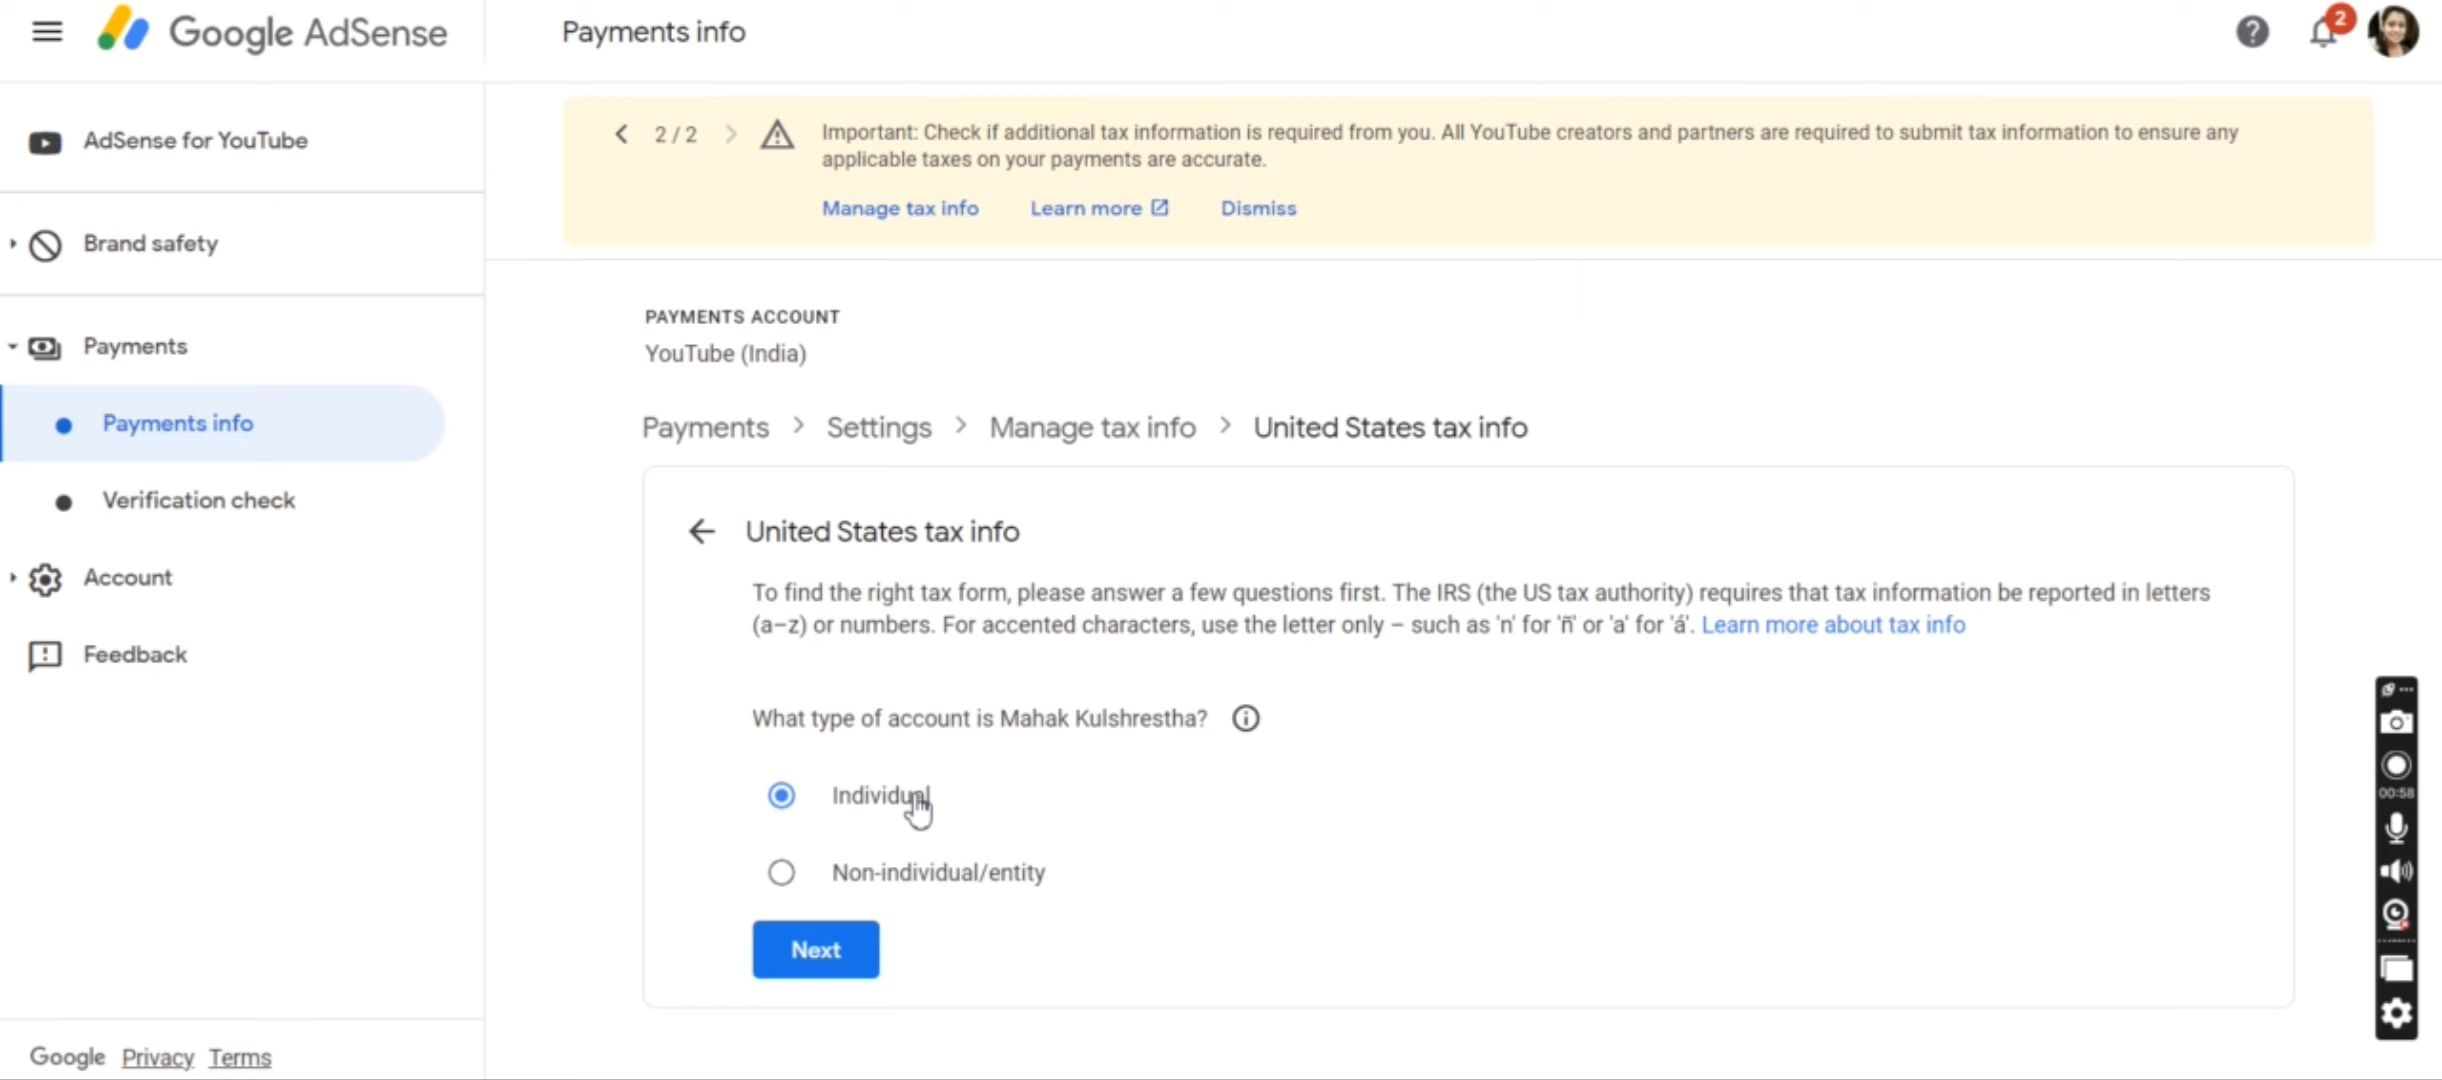 Google AdSense
Payments info
2
AdSense for YouTube
Brand safety
Payments
Payments info
Verification check
Account
Feedback
Google Privacy Terms
2 / 2
Important: Check if additional tax information is required from you. All YouTube creators and partners are required to submit tax information to ensure any
applicable taxes on your payments are accurate.
Manage tax info Learn more Dismiss
PAYMENTS ACCOUNT
YouTube (India)
Payments > Settings > Manage tax info > United States tax info
United States tax info
To find the right tax form, please answer a few questions first. The IRS (the US tax authority) requires that tax information be reported in letters
(a–z) or numbers. For accented characters, use the letter only – such as 'n' for 'ñ' or 'a' for 'á'. Learn more about tax info
What type of account is Mahak Kulshrestha?
Individual
Non-individual/entity
Next
00:58